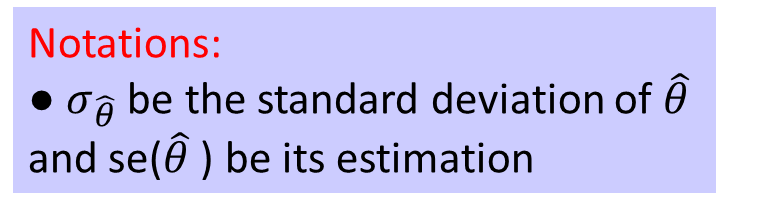 Notations:
● σ_θ̂ be the standard deviation of θ̂
and se(θ̂ ) be its estimation